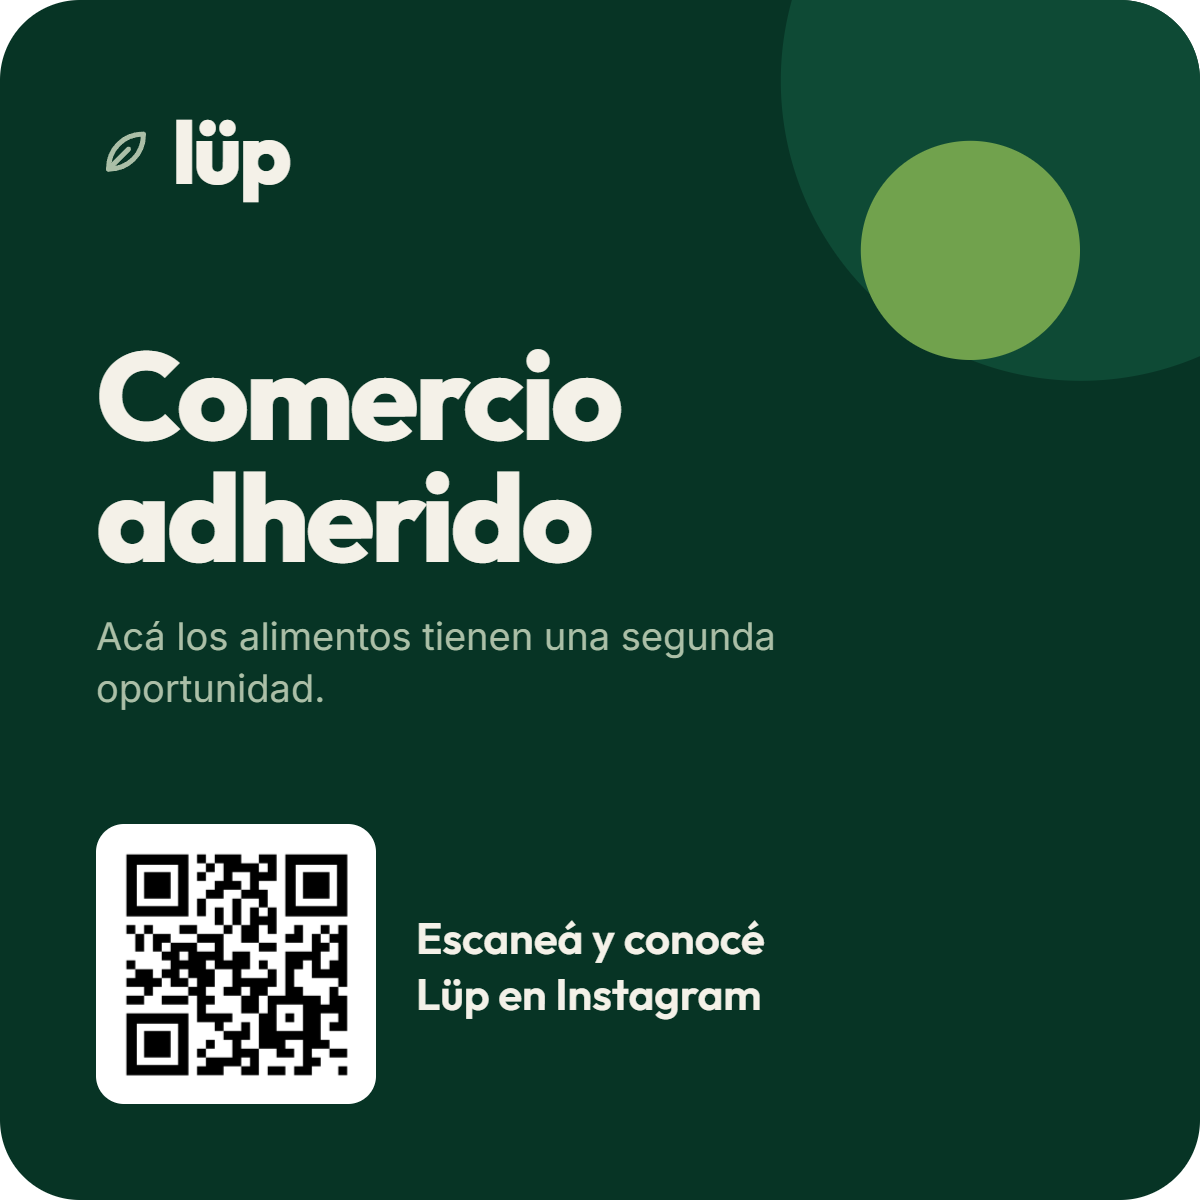 lüp
Comercio
adherido
Acá los alimentos tienen una segunda
oportunidad.
Escaneá y conocé
Lüp en Instagram